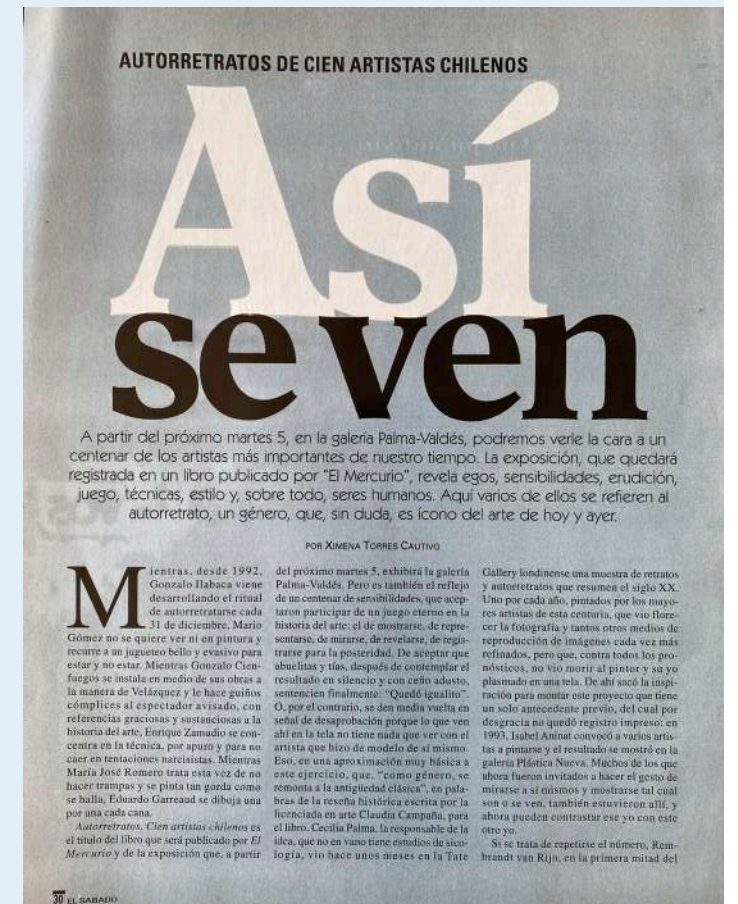 AUTORRETRATOS DE CIEN ARTISTAS CHILENOS
Así
se ven
A partir del próximo martes 5, en la galería Palma-Valdés, podremos verle la cara a un
centenar de los artistas más importantes de nuestro tiempo. La exposición, que quedará
registrada en un libro publicado por "El Mercurio", revela egos, sensibilidades, erudición,
juego, técnicas, estilo y, sobre todo, seres humanos. Aquí varios de ellos se refieren al
autorretrato, un género, que, sin duda, es ícono del arte de hoy y ayer.
POR XIMENA TORRES CAUTIVO
Mientras, desde 1992,
Gonzalo Ilabaca viene
desarrollando el ritual
de autorretratarse cada
31 de diciembre, Mario
Gómez no se quiere ver ni en pintura y
recurre a un jugueteo bello y evasivo para
estar y no estar. Mientras Gonzalo Cien-
fuegos se instala en medio de sus obras a
la manera de Velázquez y le hace guiños
cómplices al espectador avisado, con
referencias graciosas y sustanciosas a la
historia del arte, Enrique Zamudio se con-
centra en la técnica, por apuro y para no
caer en tentaciones narcisistas. Mientras
María José Romero trata esta vez de no
hacer trampas y se pinta tan gorda como
se halla, Eduardo Garreaud se dibuja una
por una cada cana.
Autorretratos. Cien artistas chilenos es
el título del libro que será publicado por El
Mercurio y de la exposición que, a partir
del próximo martes 5, exhibirá la galería
Palma-Valdés. Pero es también el reflejo
de un centenar de sensibilidades, que acep-
taron participar de un juego eterno en la
historia del arte: el de mostrarse, de repre-
sentarse, de mirarse, de revelarse, de regis-
trarse para la posteridad. De aceptar que
abuelitas y tías, después de contemplar el
resultado en silencio y con ceño adusto,
sentencien finalmente: "Quedó igualito".
O, por el contrario, se den media vuelta en
señal de desaprobación porque lo que ven
ahí en la tela no tiene nada que ver con el
artista que hizo de modelo de sí mismo.
Eso, en una aproximación muy básica a
este ejercicio, que, "como género, se
remonta a la antigüedad clásica", en pala-
bras de la reseña histórica escrita por la
licenciada en arte Claudia Campaña, para
el libro. Cecilia Palma, la responsable de la
idea, que no en vano tiene estudios de sico-
logía, vio hace unos meses en la Tate
Gallery londinense una muestra de retratos
y autorretratos que resumen el siglo XX.
Uno por cada año, pintados por los mayo-
res artistas de esta centuria, que vio flore-
cer la fotografía y tantos otros medios de
reproducción de imágenes cada vez más
refinados, pero que, contra todos los pro-
nósticos, no vio morir al pintor y su yo
plasmado en una tela. De ahí sacó la inspi-
ración para montar este proyecto que tiene
un solo antecedente previo, del cual por
desgracia no quedó registro impreso: en
1993, Isabel Aninat convocó a varios artis-
tas a pintarse y el resultado se mostró en la
galería Plástica Nueva. Muchos de los que
ahora fueron invitados a hacer el gesto de
mirarse a sí mismos y mostrarse tal cual
son o se ven, también estuvieron allí, y
ahora pueden contrastar ese yo con este
otro yo.
Si se trata de repetirse el número, Rem-
brandt van Rijn, en la primera mitad del
30 EL SABADO